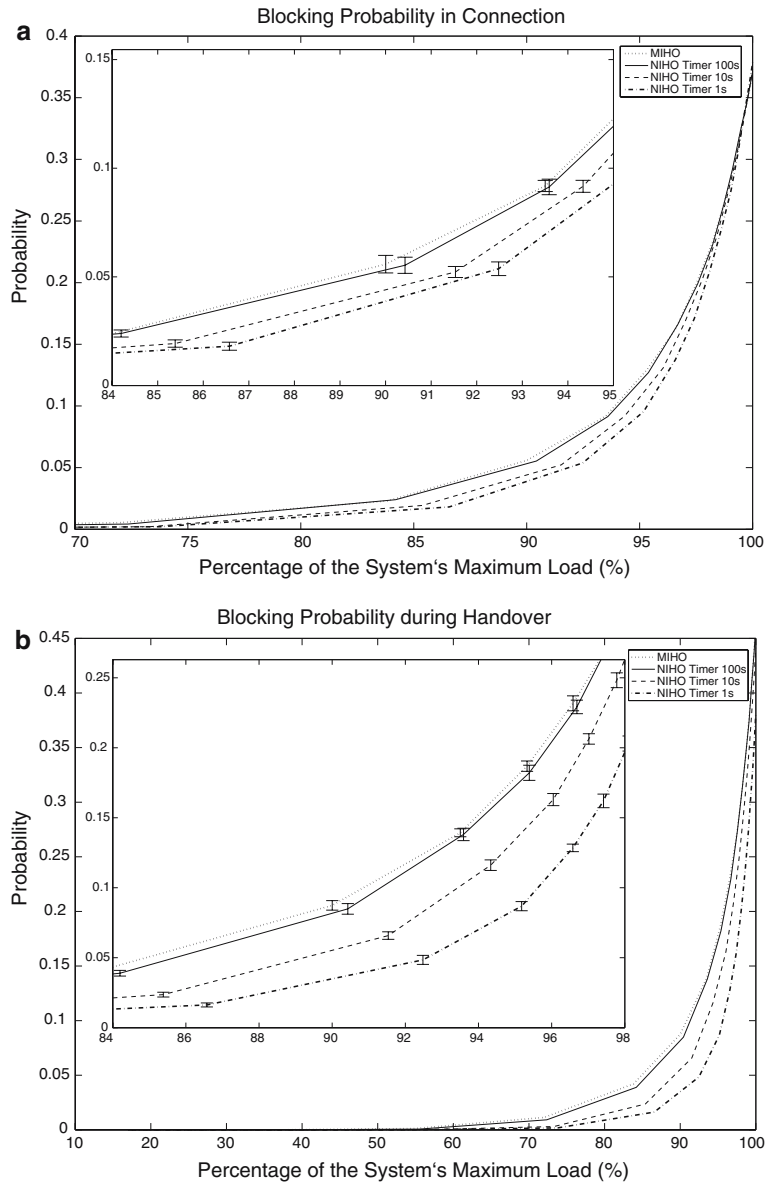 Blocking Probability in Connection
a
0.4
0.35
0.3
0.25
0.2
0.15
0.1
0.05
0
Probability
0.15
0.1
0.05
0
84 85 86 87 88 89 90 91 92 93 94 95
MIHO
NIHO Timer 100s
NIHO Timer 10s
NIHO Timer 1s
70 75 80 85 90 95 100
Percentage of the System‘s Maximum Load (%)
Blocking Probability during Handover
b
0.45
0.4
0.35
0.3
0.25
0.2
0.15
0.1
0.05
0
Probability
0.25
0.2
0.15
0.1
0.05
0
84 86 88 90 92 94 96 98
MIHO
NIHO Timer 100s
NIHO Timer 10s
NIHO Timer 1s
10 20 30 40 50 60 70 80 90 100
Percentage of the System‘s Maximum Load (%)